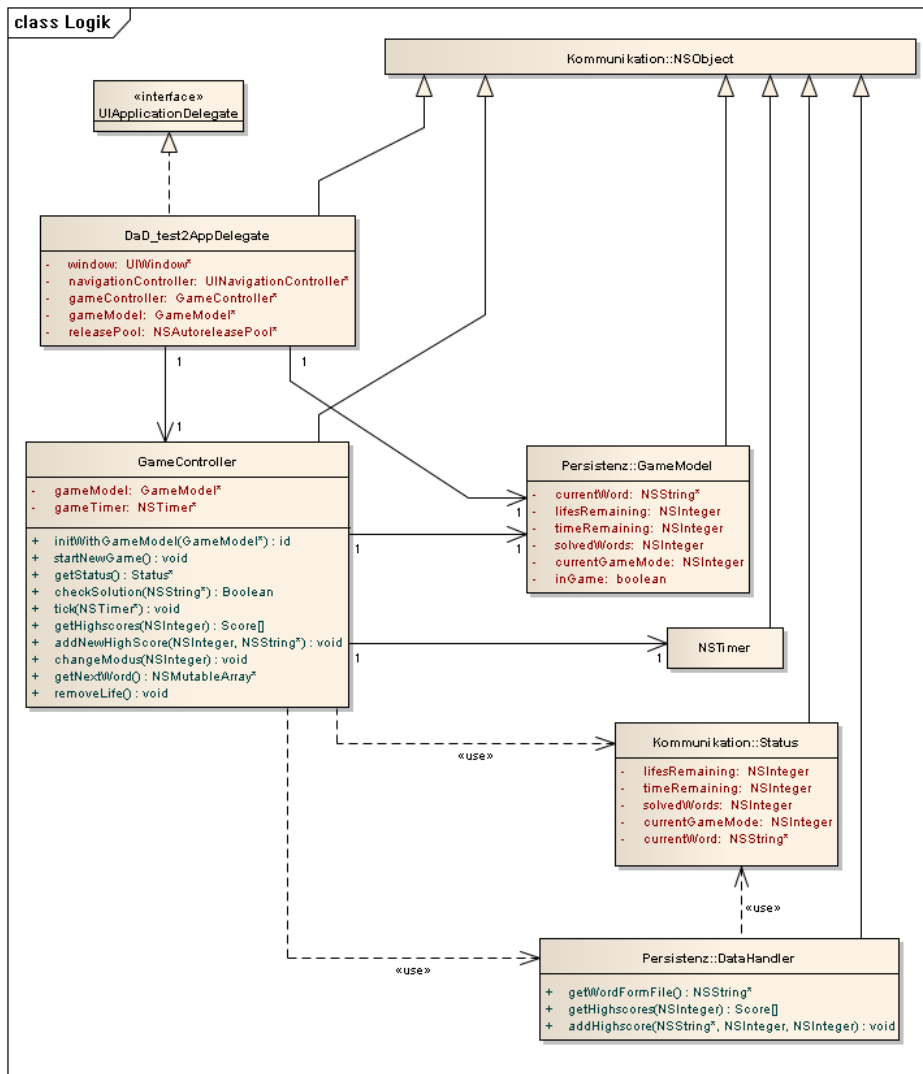 class Logik
Kommunikation::NSObject
«interface»
UIApplicationDelegate
DaD_test2AppDelegate
- window: UIWindow*
- navigationController: UINavigationController*
- gameController: GameController*
- gameModel: GameModel*
- releasePool: NSAutoreleasePool*
1
1
1
GameController
- gameModel: GameModel*
- gameTimer: NSTimer*
+ initWithGameModel(GameModel*) : id
+ startNewGame() : void
+ getStatus() : Status*
+ checkSolution(NSString*) : Boolean
+ tick(NSTimer*) : void
+ getHighscores(NSInteger) : Score[]
+ addNewHighScore(NSInteger, NSString*) : void
+ changeModus(NSInteger) : void
+ getNextWord() : NSMutableArray*
+ removeLife() : void
Persistenz::GameModel
- currentWord: NSString*
- lifesRemaining: NSInteger
- timeRemaining: NSInteger
- solvedWords: NSInteger
- currentGameMode: NSInteger
- inGame: boolean
1
1
1
1
1
NSTimer
«use»
Kommunikation::Status
- lifesRemaining: NSInteger
- timeRemaining: NSInteger
- solvedWords: NSInteger
- currentGameMode: NSInteger
- currentWord: NSString*
«use»
«use»
Persistenz::DataHandler
+ getWordFormFile() : NSString*
+ getHighscores(NSInteger) : Score[]
+ addHighscore(NSString*, NSInteger, NSInteger) : void